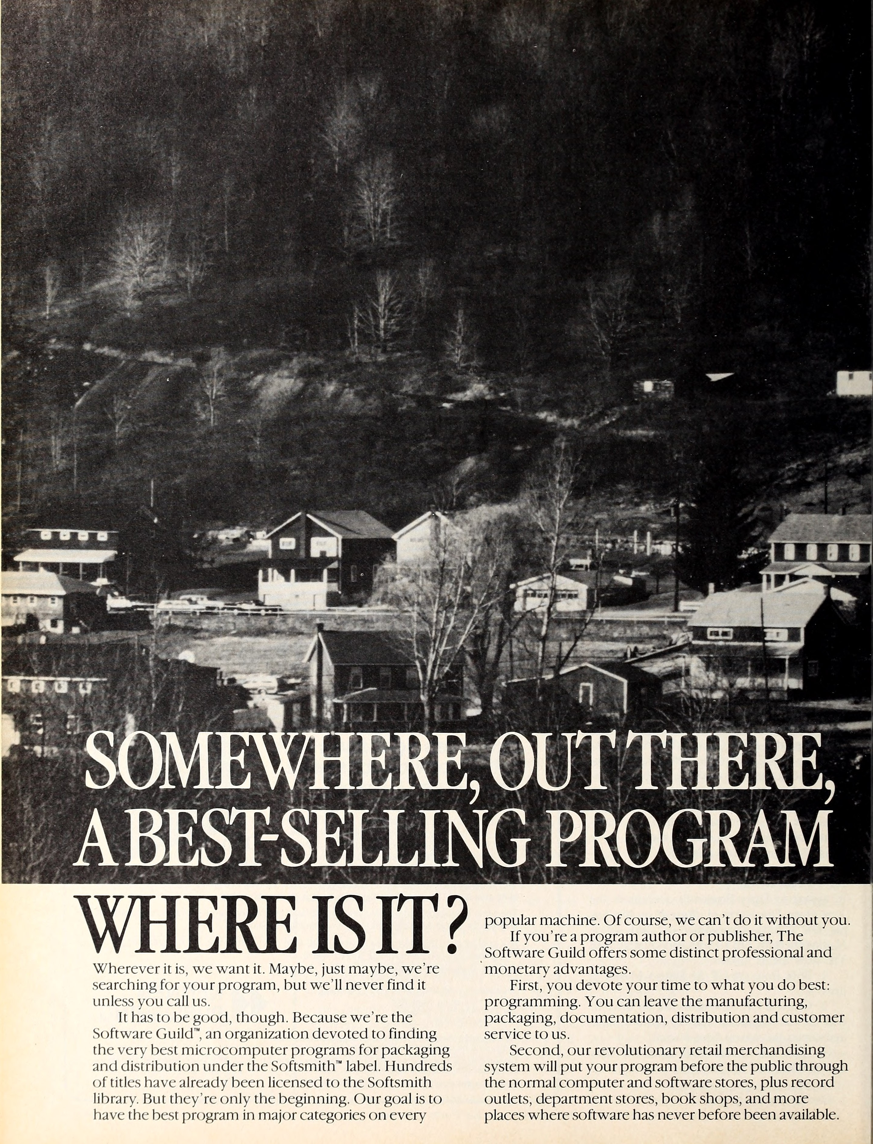 SOMEWHERE, OUT THERE,
A BEST-SELLING PROGRAM
WHERE IS IT?
Wherever it is, we want it. Maybe, just maybe, we're
searching for your program, but we'll never find it
unless you call us.
It has to be good, though. Because we're the
Software Guild™, an organization devoted to finding
the very best microcomputer programs for packaging
and distribution under the Softsmith™ label. Hundreds
of titles have already been licensed to the Softsmith
library. But they're only the beginning. Our goal is to
have the best program in major categories on every
popular machine. Of course, we can't do it without you.
If you're a program author or publisher, The
Software Guild offers some distinct professional and
monetary advantages.
First, you devote your time to what you do best:
programming. You can leave the manufacturing,
packaging, documentation, distribution and customer
service to us.
Second, our revolutionary retail merchandising
system will put your program before the public through
the normal computer and software stores, plus record
outlets, department stores, book shops, and more
places where software has never before been available.